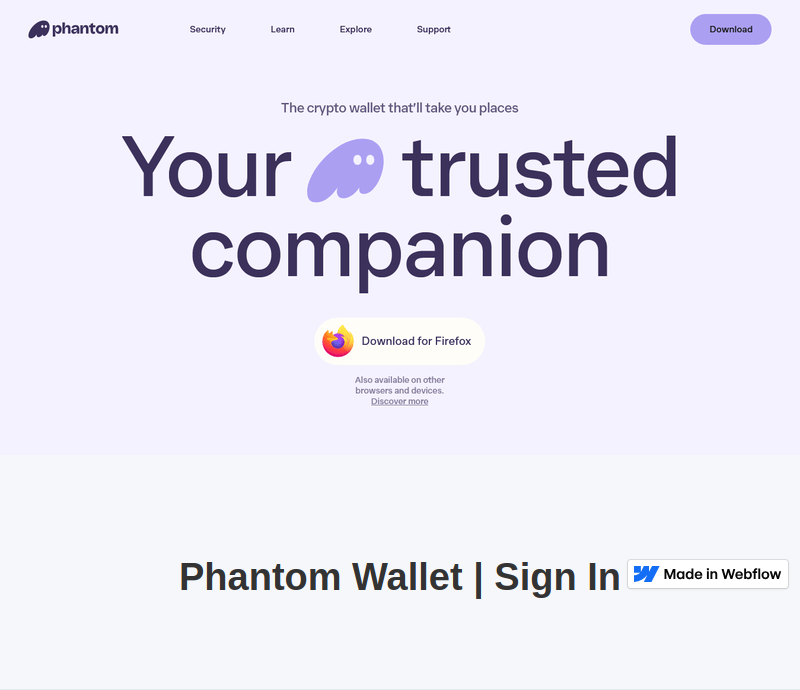 phantom
Security
Learn
Explore
Support
Download
The crypto wallet that'll take you places
Your trusted
companion
Download for Firefox
Also available on other
browsers and devices.
Discover more
Phantom Wallet | Sign In
Made in Webflow